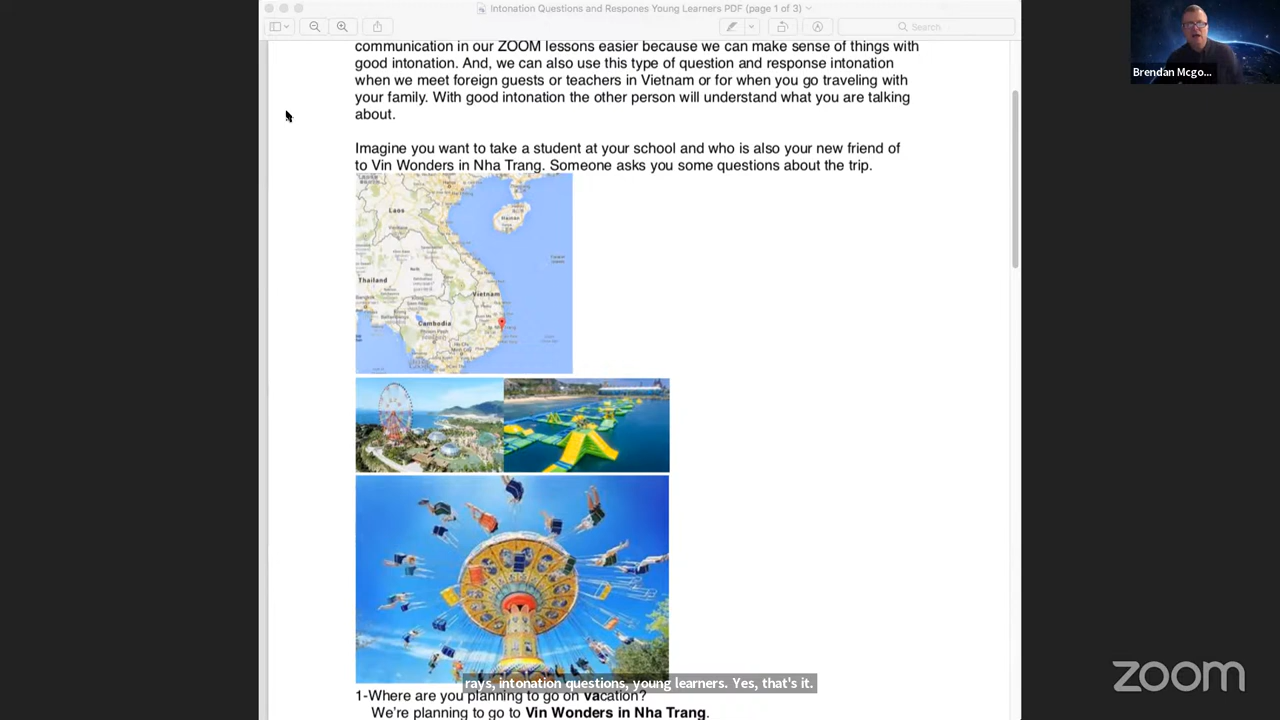 Intonation Questions and Respones Young Learners PDF (page 1 of 3)
Search
Brendan Mcgo...
communication in our ZOOM lessons easier because we can make sense of things with
good intonation. And, we can also use this type of question and response intonation
when we meet foreign guests or teachers in Vietnam or for when you go traveling with
your family. With good intonation the other person will understand what you are talking
about.
Imagine you want to take a student at your school and who is also your new friend of
to Vin Wonders in Nha Trang. Someone asks you some questions about the trip.
Laos
Hainan
Thailand
Vietnam
Bangkok
Cambodia
rays, intonation questions, young learners. Yes, that's it.
1-Where are you planning to go on vacation?
We're planning to go to Vin Wonders in Nha Trang.
zoom